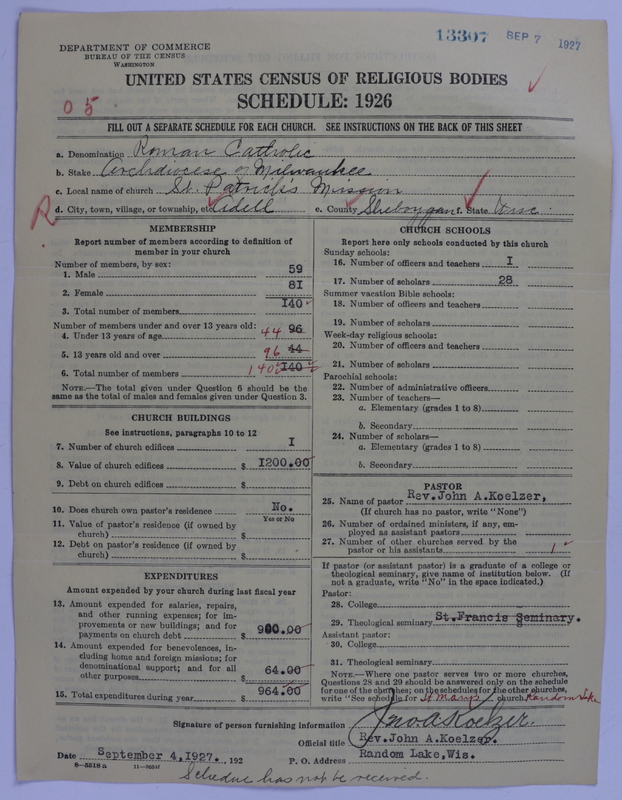 13307 SEP 7 1927
DEPARTMENT OF COMMERCE
BUREAU OF THE CENSUS
WASHINGTON
UNITED STATES CENSUS OF RELIGIOUS BODIES
SCHEDULE: 1926
0 5
FILL OUT A SEPARATE SCHEDULE FOR EACH CHURCH. SEE INSTRUCTIONS ON THE BACK OF THIS SHEET
a. Denomination Roman Catholic
b. Stake Archdiocese of Milwaukee
c. Local name of church St. Patrick's Mission
R d. City, town, village, or township, etc. Adell e. County Sheboygan f. State Wisc
MEMBERSHIP
Report number of members according to definition of
member in your church
Number of members, by sex:
1. Male 59
2. Female 81
3. Total number of members 140
Number of members under and over 13 years old:
4. Under 13 years of age 44 96
5. 13 years old and over 96 44
6. Total number of members 140 140
NOTE.—The total given under Question 6 should be the
same as the total of males and females given under Question 3.
CHURCH BUILDINGS
See instructions, paragraphs 10 to 12
7. Number of church edifices I
8. Value of church edifices $ I200.00
9. Debt on church edifices $
10. Does church own pastor's residence No.
Yes or No
11. Value of pastor's residence (if owned by
church) $
12. Debt on pastor's residence (if owned by
church) $
EXPENDITURES
Amount expended by your church during last fiscal year
13. Amount expended for salaries, repairs,
and other running expenses; for im-
provements or new buildings; and for
payments on church debt $ 900.00
14. Amount expended for benevolences, in-
cluding home and foreign missions; for
denominational support; and for all
other purposes $ 64.00
15. Total expenditures during year $ 964.00
CHURCH SCHOOLS
Report here only schools conducted by this church
Sunday schools:
16. Number of officers and teachers I
17. Number of scholars 28
Summer vacation Bible schools:
18. Number of officers and teachers
19. Number of scholars
Week-day religious schools:
20. Number of officers and teachers
21. Number of scholars
Parochial schools:
22. Number of administrative officers
23. Number of teachers—
a. Elementary (grades 1 to 8)
b. Secondary
24. Number of scholars—
a. Elementary (grades 1 to 8)
b. Secondary
PASTOR
25. Name of pastor Rev.John A.Koelzer,
(If church has no pastor, write "None")
26. Number of ordained ministers, if any, em-
ployed as assistant pastors
27. Number of other churches served by the
pastor or his assistants 1
If pastor (or assistant pastor) is a graduate of a college or
theological seminary, give name of institution below. (If
not a graduate, write "No" in the space indicated.)
Pastor:
28. College
29. Theological seminary St.Francis Seminary.
Assistant pastor:
30. College
31. Theological seminary
NOTE.—Where one pastor serves two or more churches,
Questions 28 and 29 should be answered only on the schedule
for one of the churches; on the schedules for the other churches,
write "See schedule for St Mary's church Random Lake
Signature of person furnishing information Jno A Koelzer.
Official title Rev.John A.Koelzer.
Date September 4,1927., 192 P. O. Address Random Lake,Wis.
8—5518a 11—9051f
Schedue has not be received.